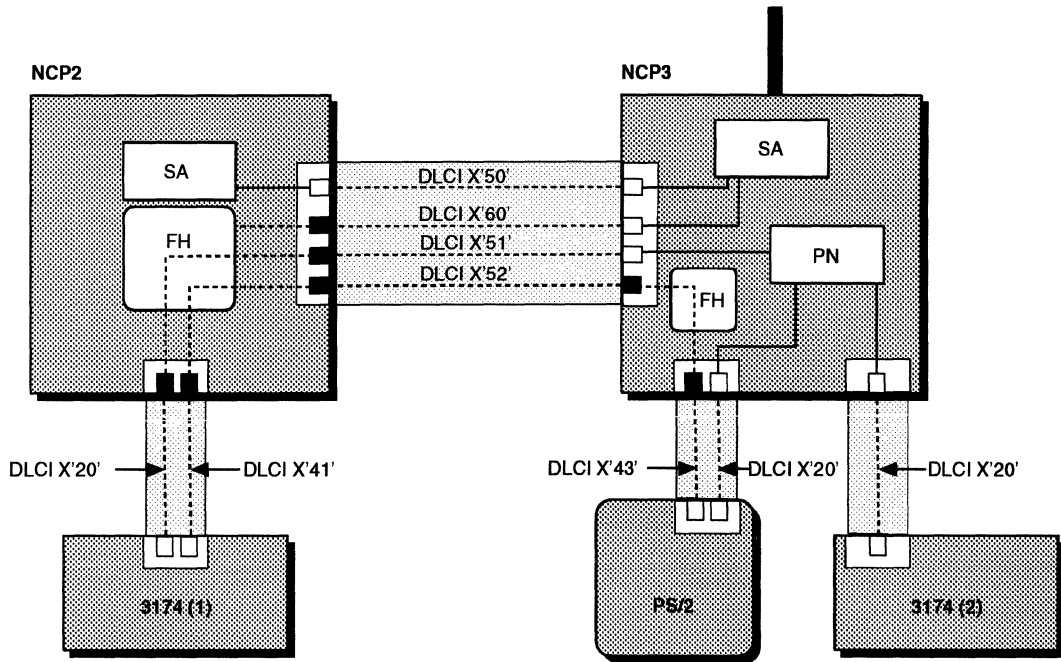 NCP2
NCP3
SA
SA
DLCI X'50'
DLCI X'60'
FH
DLCI X'51'
PN
DLCI X'52'
FH
DLCI X'20'
DLCI X'41'
DLCI X'43'
DLCI X'20'
DLCI X'20'
3174 (1)
PS/2
3174 (2)